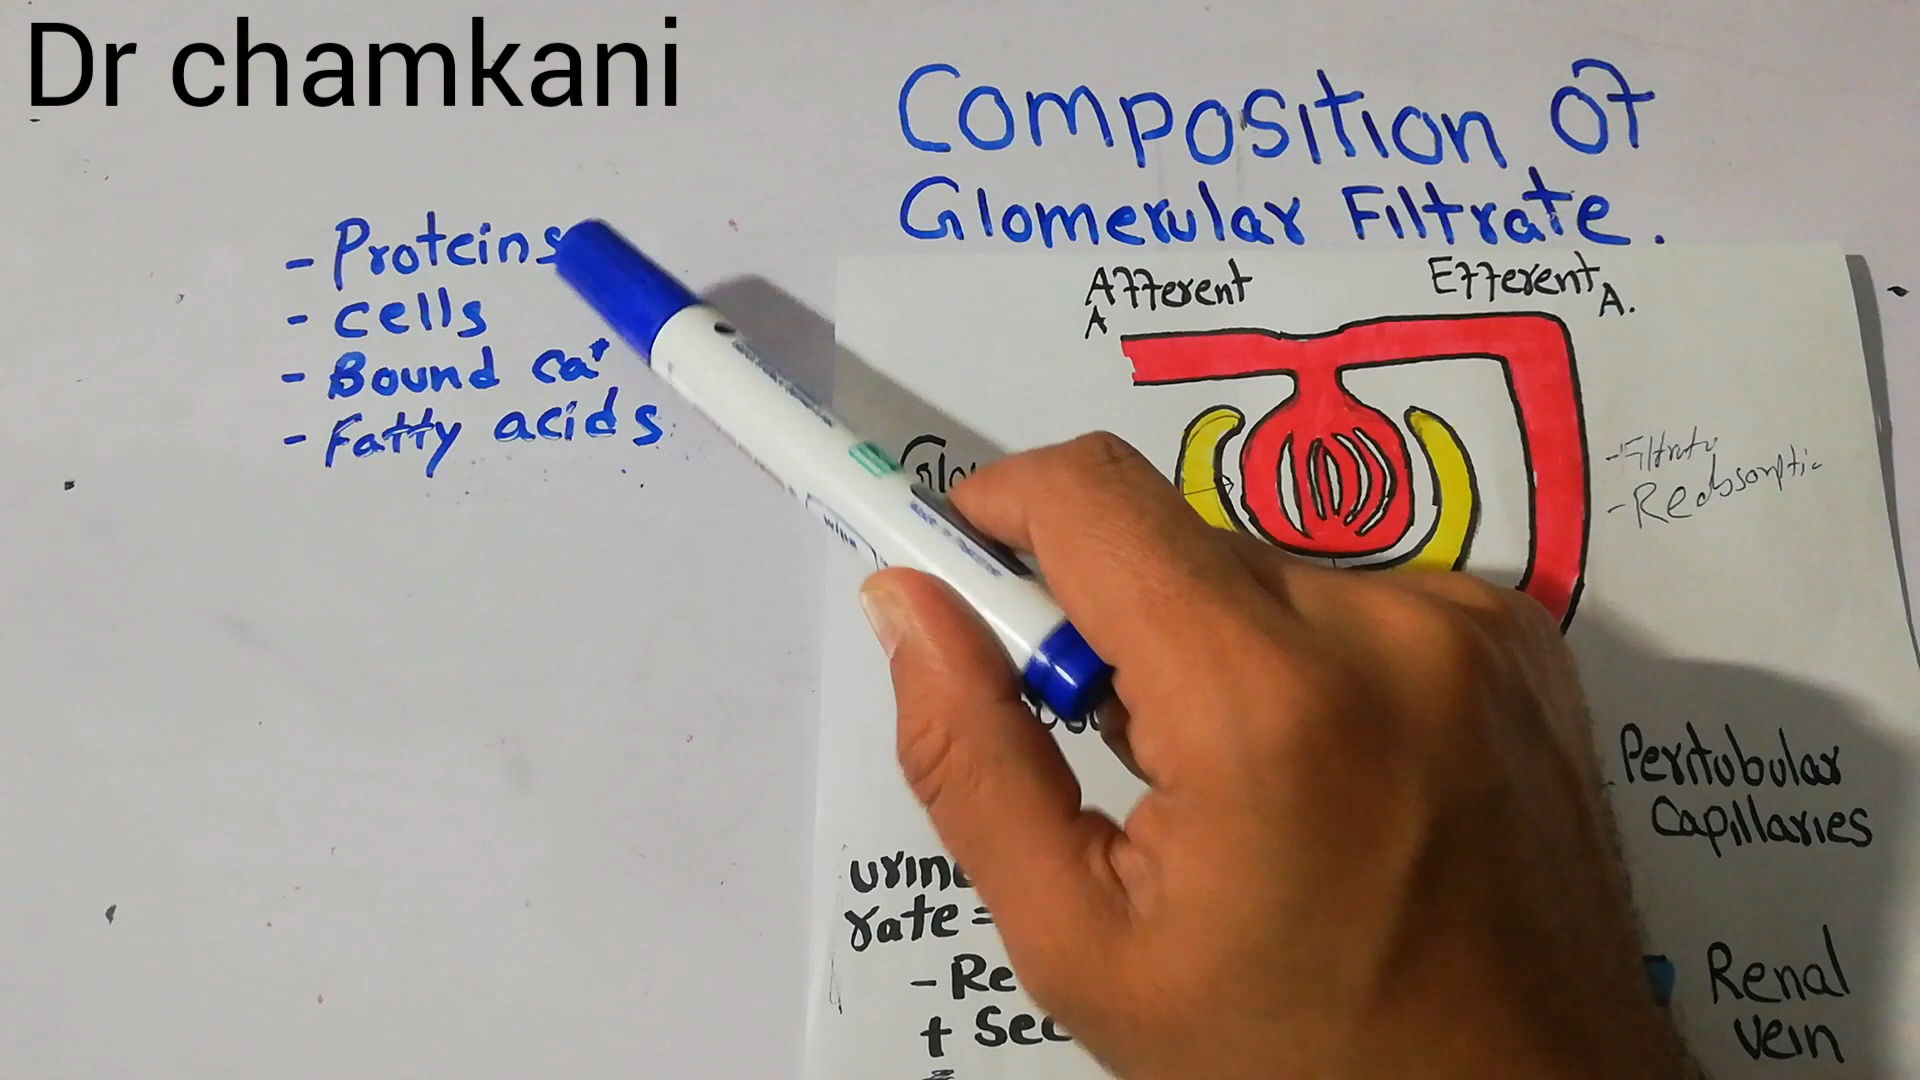 Dr chamkani
Composition of
Glomerular Filtrate.
- Proteins
- cells
- Bound ca+
- Fatty acids
Afferent
A
Efferent
A.
- Reabsorptio
Peritubular
Capillaries
urine
rate =
- Re
+ Sec
Renal
vein